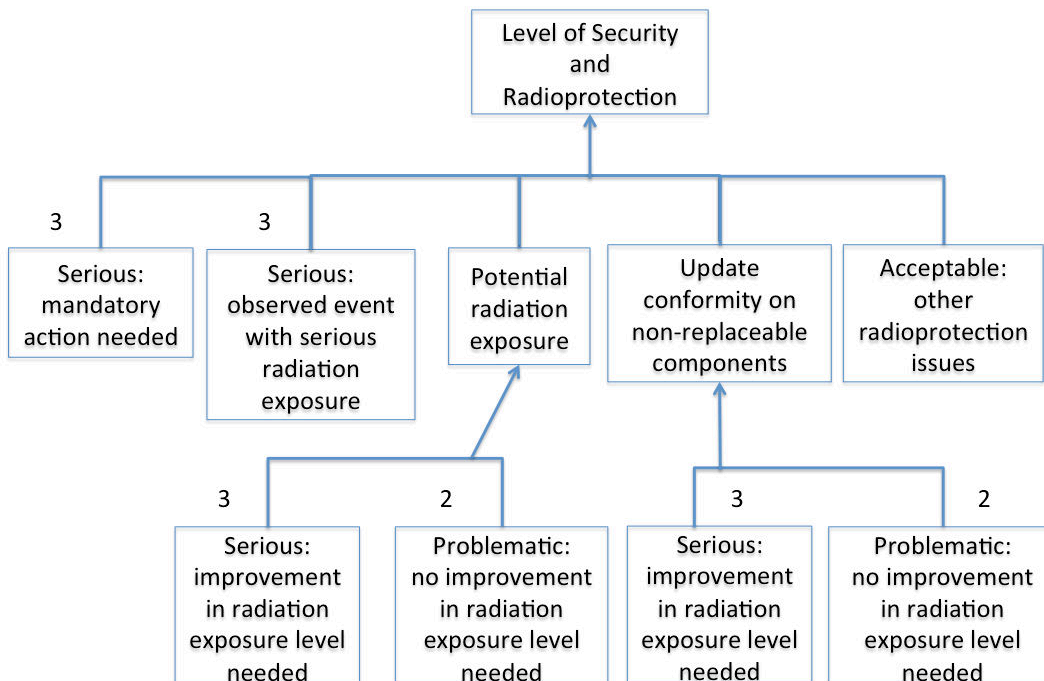 Level of Security
and
Radioprotection
3
3
Serious:
mandatory
action needed
Serious:
observed event
with serious
radiation
exposure
Potential
radiation
exposure
Update
conformity on
non-replaceable
components
Acceptable:
other
radioprotection
issues
3
2
3
2
Serious:
improvement
in radiation
exposure level
needed
Problematic:
no improvement
in radiation
exposure level
needed
Serious:
improvement
in radiation
exposure level
needed
Problematic:
no improvement
in radiation
exposure level
needed